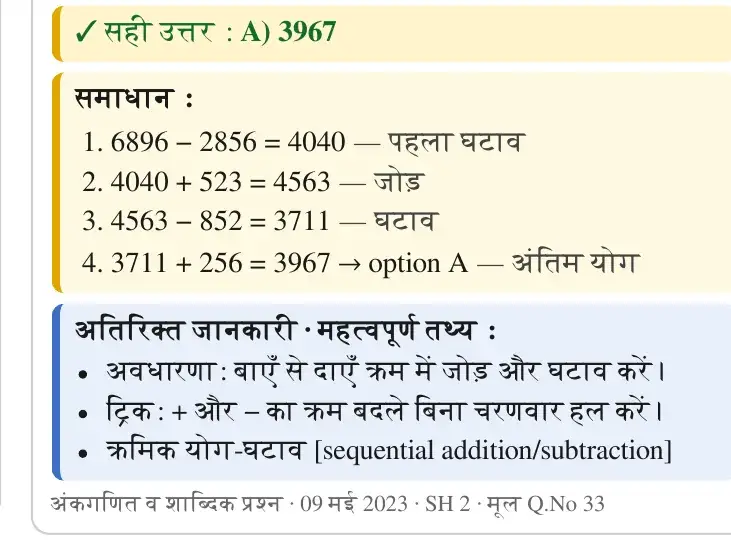 ✓ सही उत्तर : A) 3967
समाधान :
1. 6896 − 2856 = 4040 — पहला घटाव
2. 4040 + 523 = 4563 — जोड़
3. 4563 − 852 = 3711 — घटाव
4. 3711 + 256 = 3967 → option A — अंतिम योग
अतिरिक्त जानकारी · महत्वपूर्ण तथ्य :
• अवधारणा : बाएँ से दाएँ क्रम में जोड़ और घटाव करें।
• ट्रिक : + और − का क्रम बदले बिना चरणवार हल करें।
• क्रमिक योग-घटाव [sequential addition/subtraction]
अंकगणित व शाब्दिक प्रश्न · 09 मई 2023 · SH 2 · मूल Q.No 33